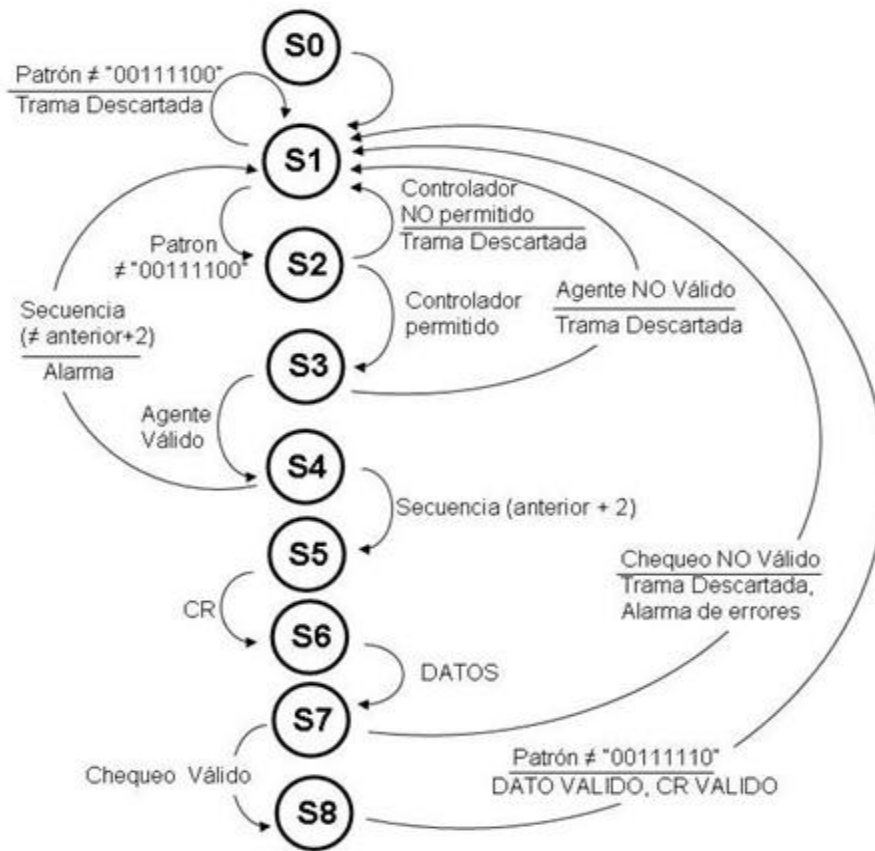 S0
Patrón ≠ "00111100"
Trama Descartada
S1
Controlador
NO permitido
Trama Descartada
Patron
≠"00111100"
S2
Secuencia
(≠ anterior+2)
Alarma
Controlador
permitido
Agente NO Válido
Trama Descartada
S3
Agente
Válido
S4
Secuencia (anterior + 2)
S5
Chequeo NO Válido
Trama Descartada,
Alarma de errores
CR
S6
DATOS
S7
Chequeo Válido
Patrón ≠ "00111110"
DATO VALIDO, CR VALIDO
S8